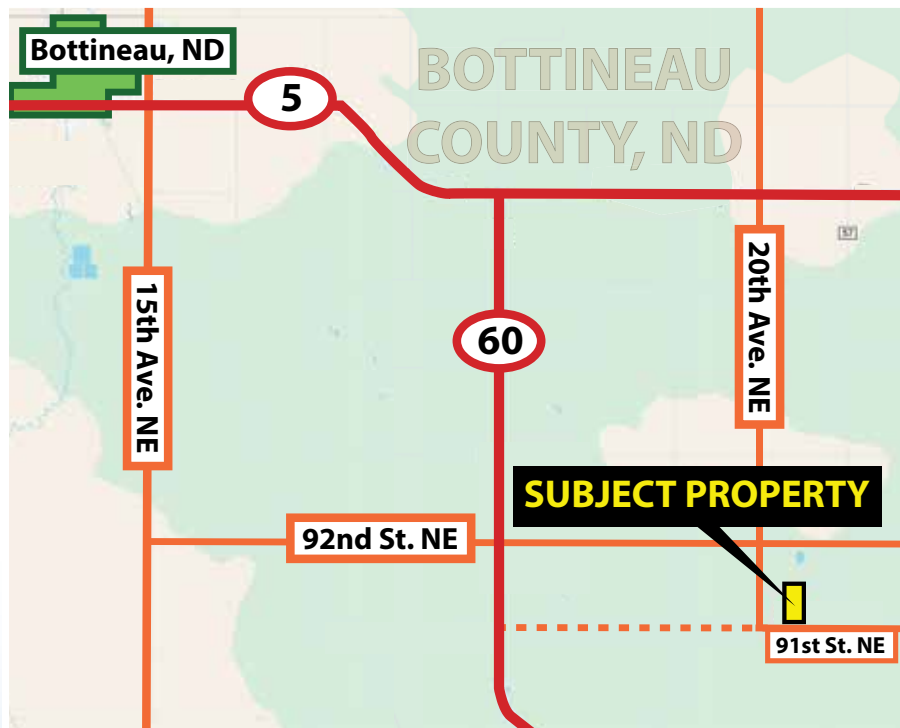 Bottineau, ND
BOTTINEAU
COUNTY, ND
5
57
15th Ave. NE
20th Ave. NE
60
SUBJECT PROPERTY
92nd St. NE
91st St. NE